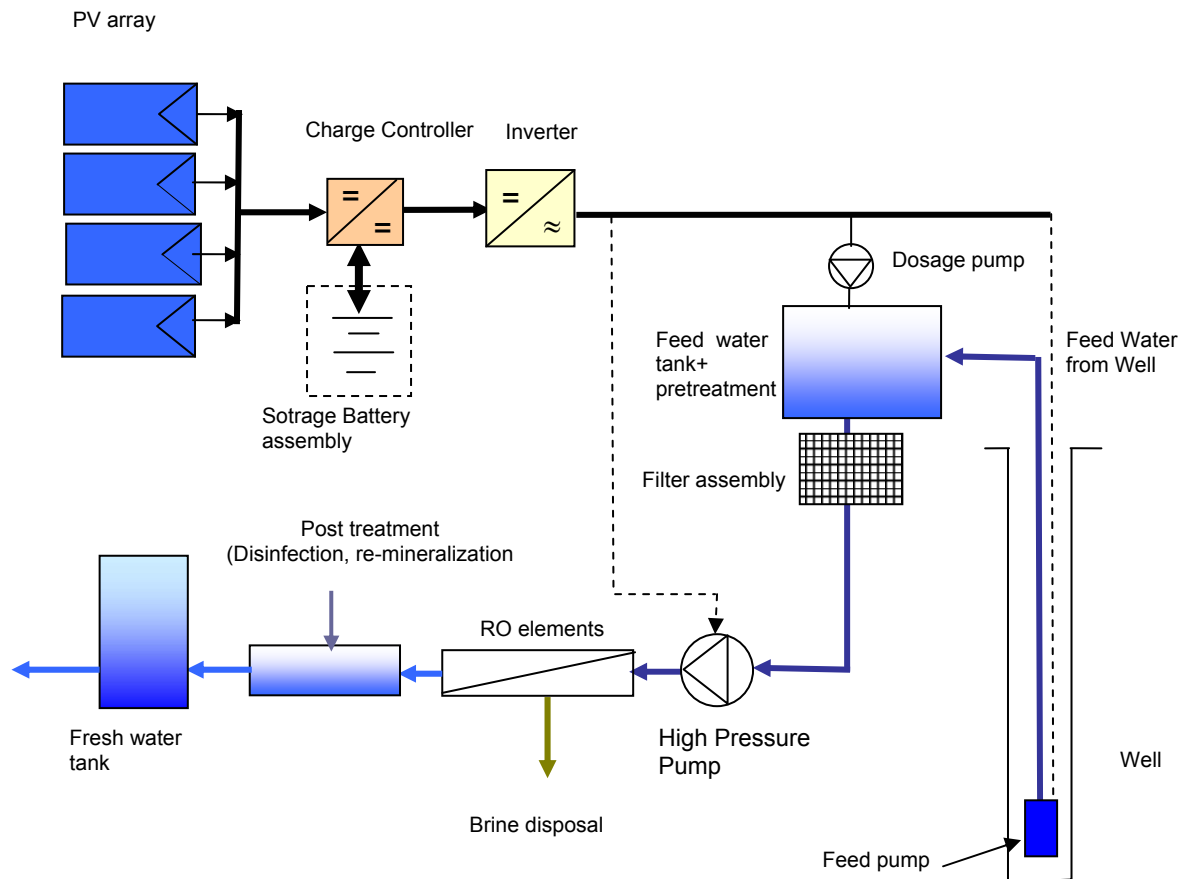 PV array
Charge Controller
Inverter
Dosage pump
Feed water
tank+
pretreatment
Feed Water
from Well
Sotrage Battery
assembly
Filter assembly
Post treatment
(Disinfection, re-mineralization
RO elements
High Pressure
Pump
Fresh water
tank
Well
Brine disposal
Feed pump